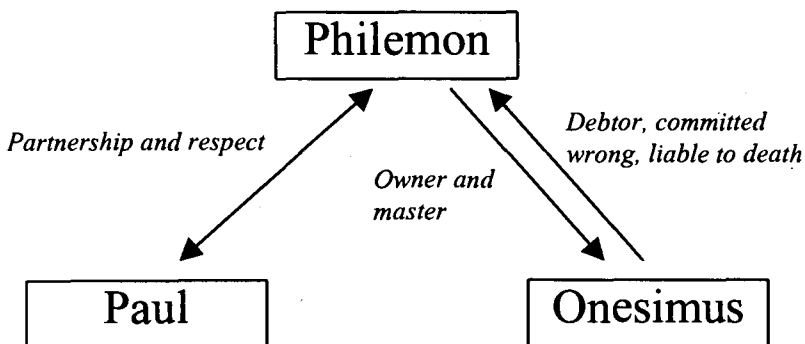 Philemon
Partnership and respect
Debtor, committed
wrong, liable to death
Owner and
master
Paul
Onesimus